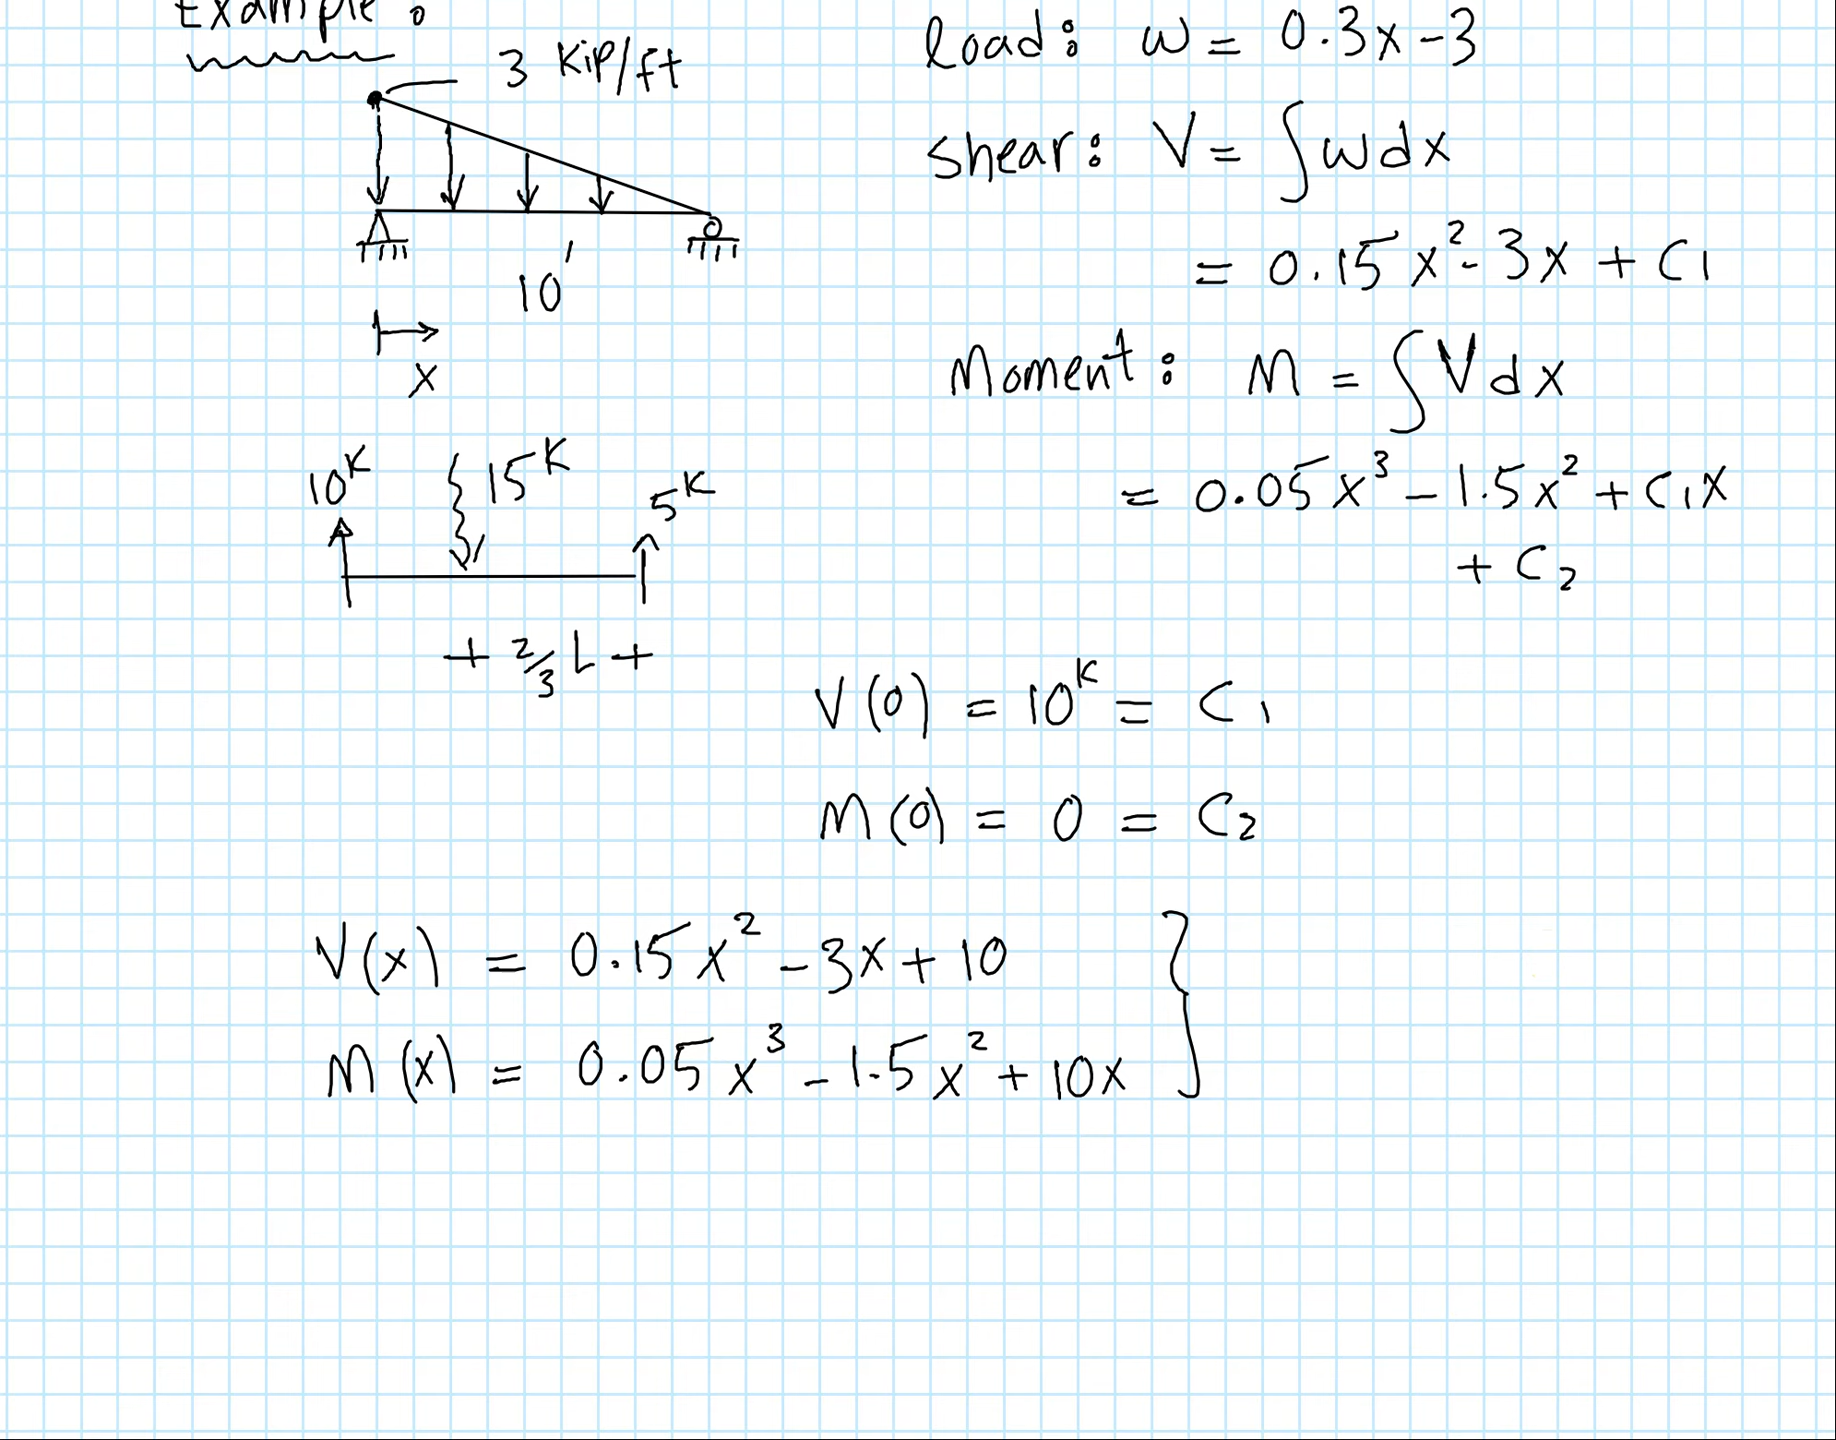 Example:
3 Kip/ft
10'
x
10ᴷ
15ᴷ
5ᴷ
+ 2/3 L +
load: w = 0.3x-3
shear: V = ∫wdx
= 0.15x² - 3x + C1
Moment: M = ∫Vdx
= 0.05x³ - 1.5x² + C₁x
+ C₂
V(0) = 10ᴷ = C₁
M(0) = 0 = C₂
V(x) = 0.15x² - 3x + 10
M(x) = 0.05x³ - 1.5x² + 10x